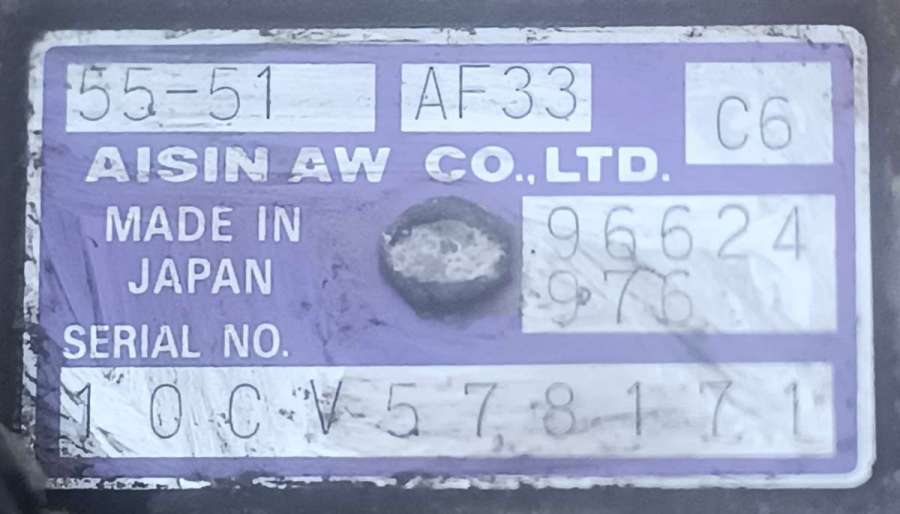 55-51 AF33 C6
AISIN AW CO.,LTD.
MADE IN
JAPAN
96624
976
SERIAL NO.
10CV578171